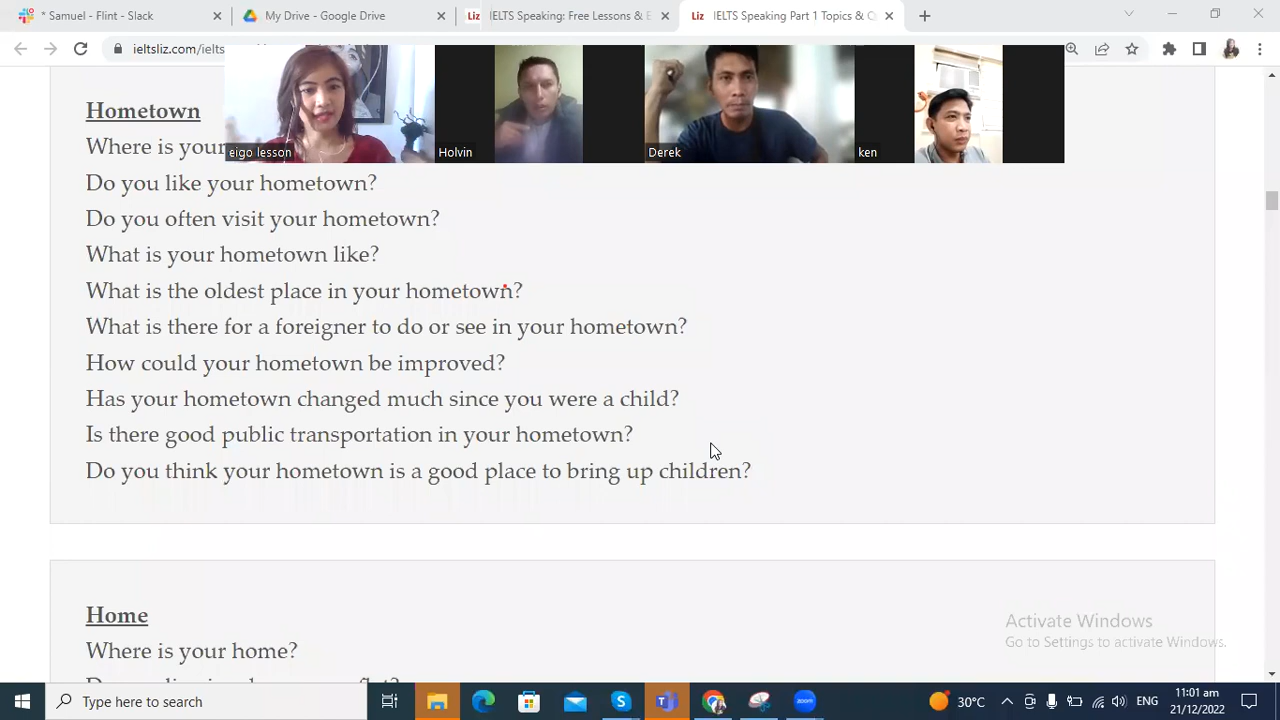 * Samuel - Flint - Slack
My Drive - Google Drive
Liz IELTS Speaking: Free Lessons &
Liz IELTS Speaking Part 1 Topics &
ieltsliz.com/ielts
eigo lesson
Holvin
Derek
ken
Hometown
Where is your
Do you like your hometown?
Do you often visit your hometown?
What is your hometown like?
What is the oldest place in your hometown?
What is there for a foreigner to do or see in your hometown?
How could your hometown be improved?
Has your hometown changed much since you were a child?
Is there good public transportation in your hometown?
Do you think your hometown is a good place to bring up children?
Home
Where is your home?
Activate Windows
Go to Settings to activate Windows.
Type here to search
zoom
30°C
ENG
11:01 am
21/12/2022